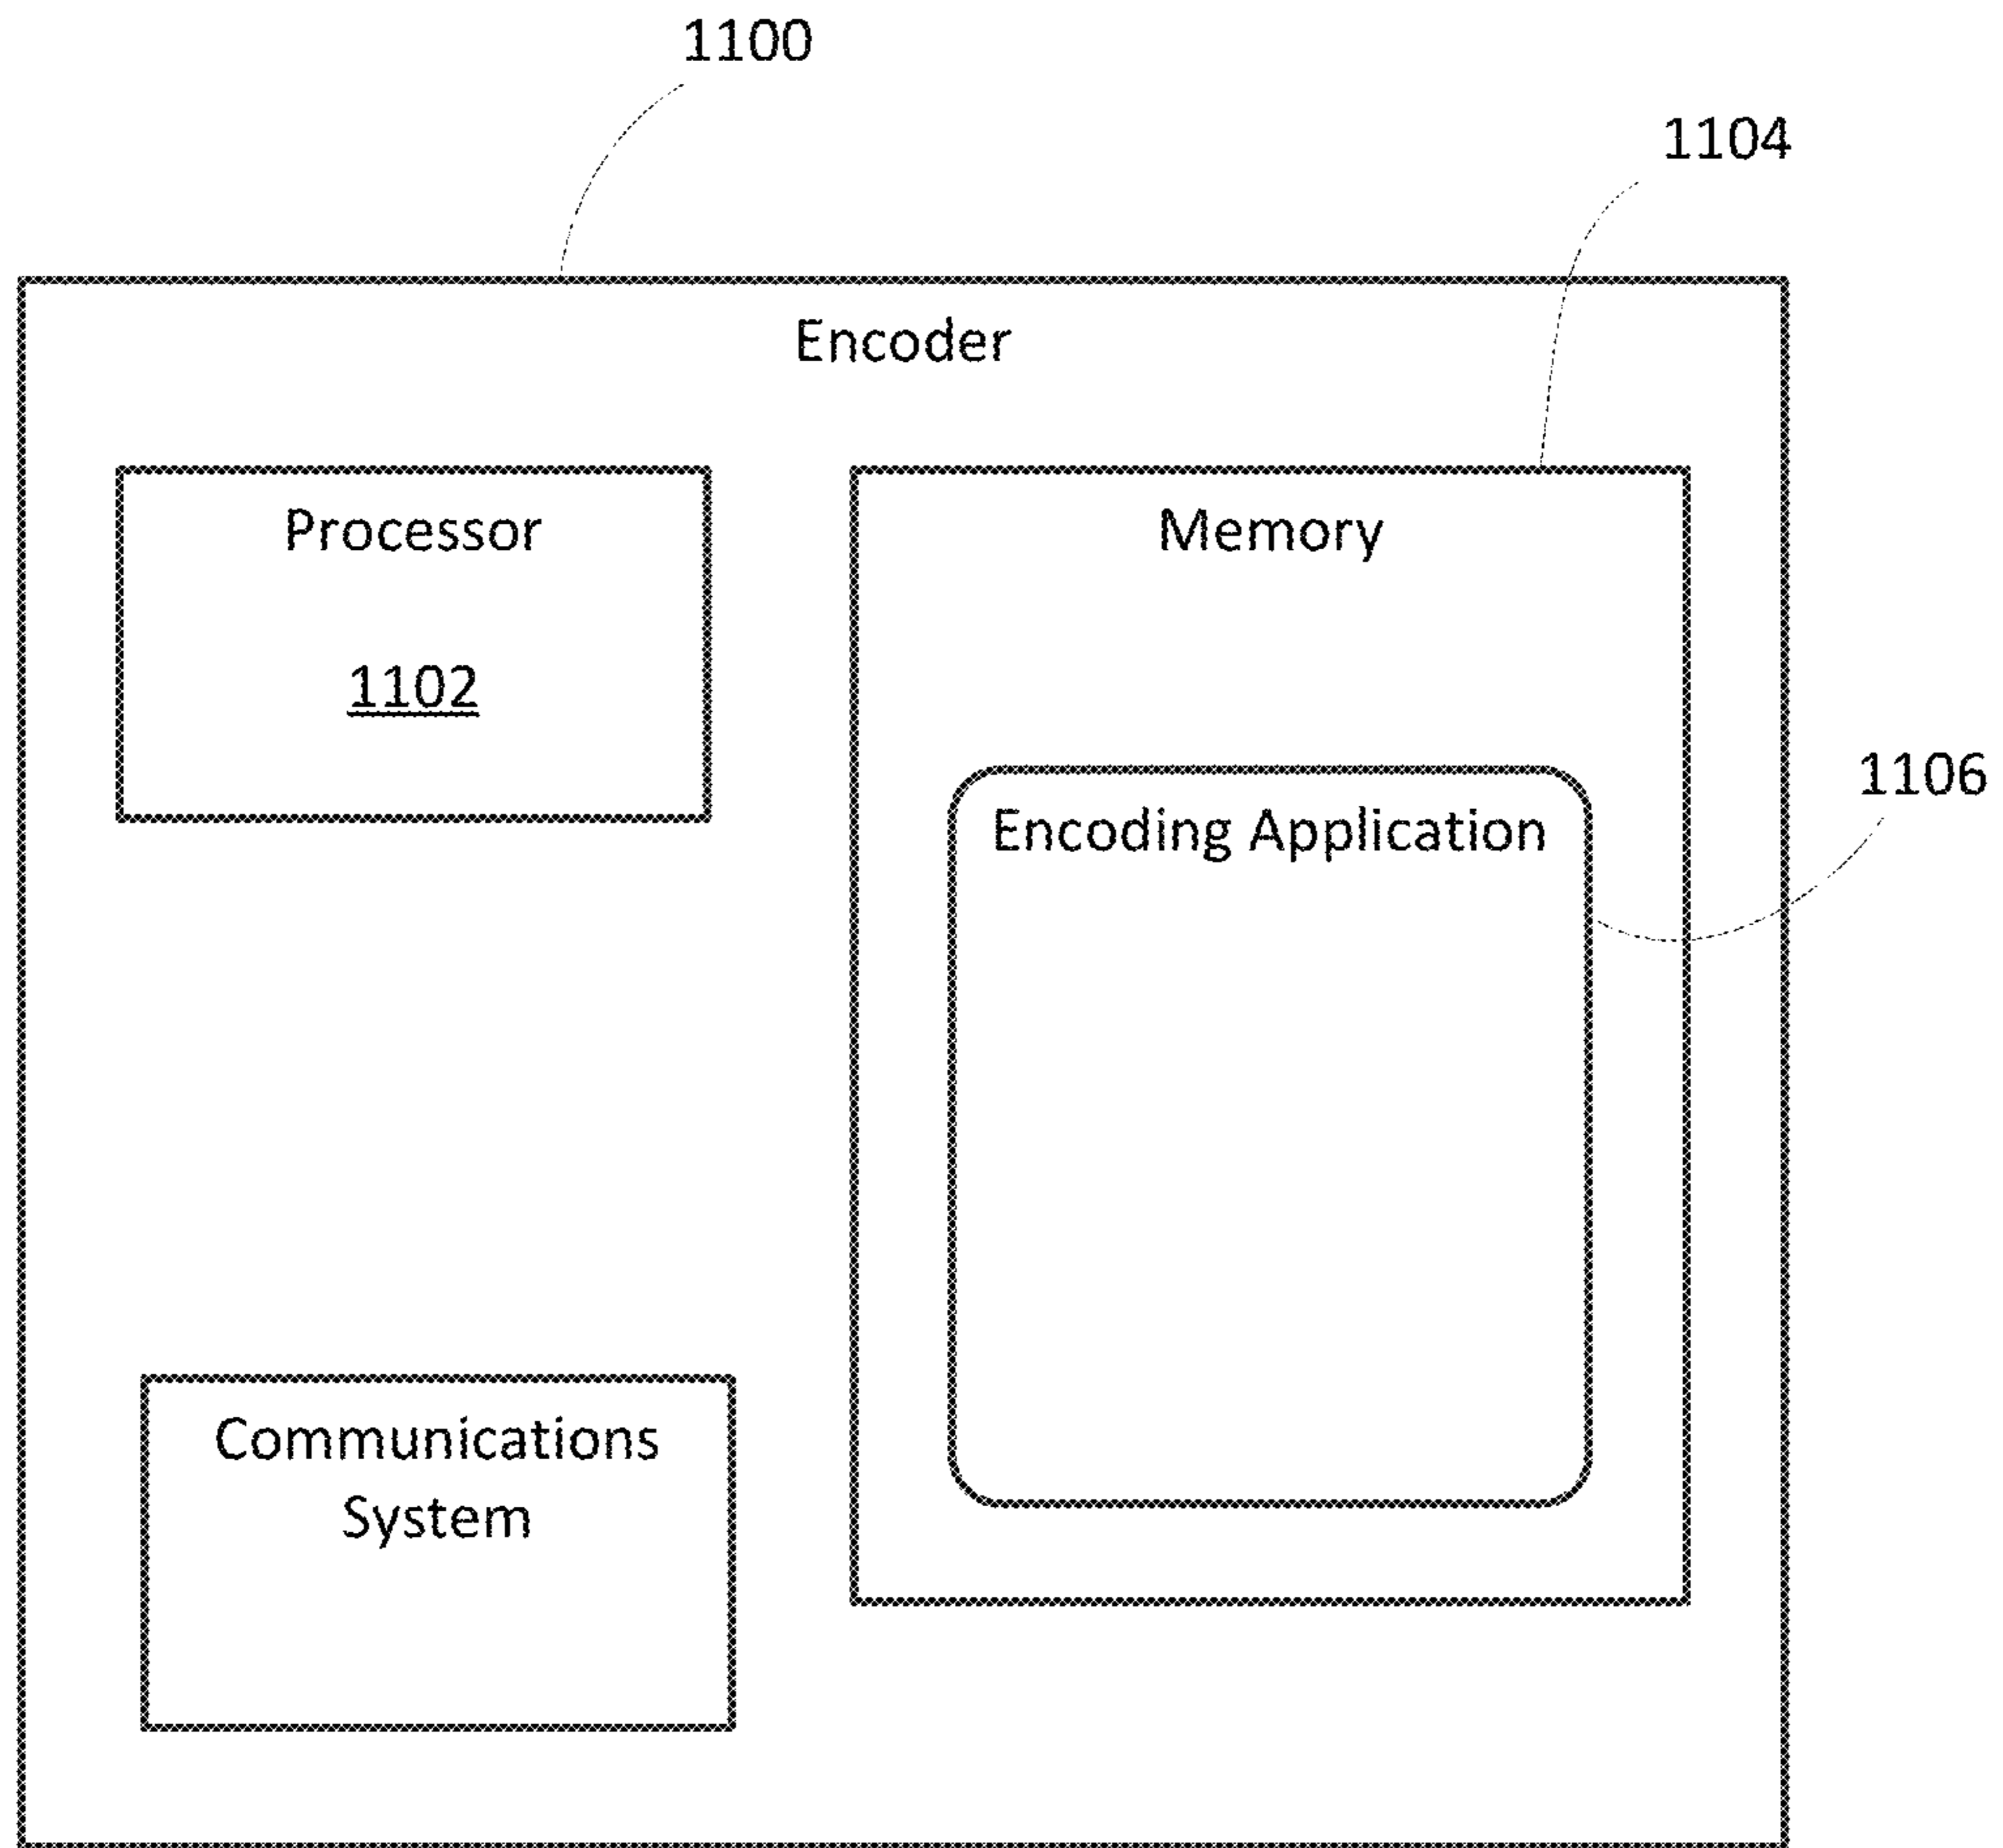 1100
1104
Encoder
Processor
1102
Memory
1106
Encoding Application
Communications
System